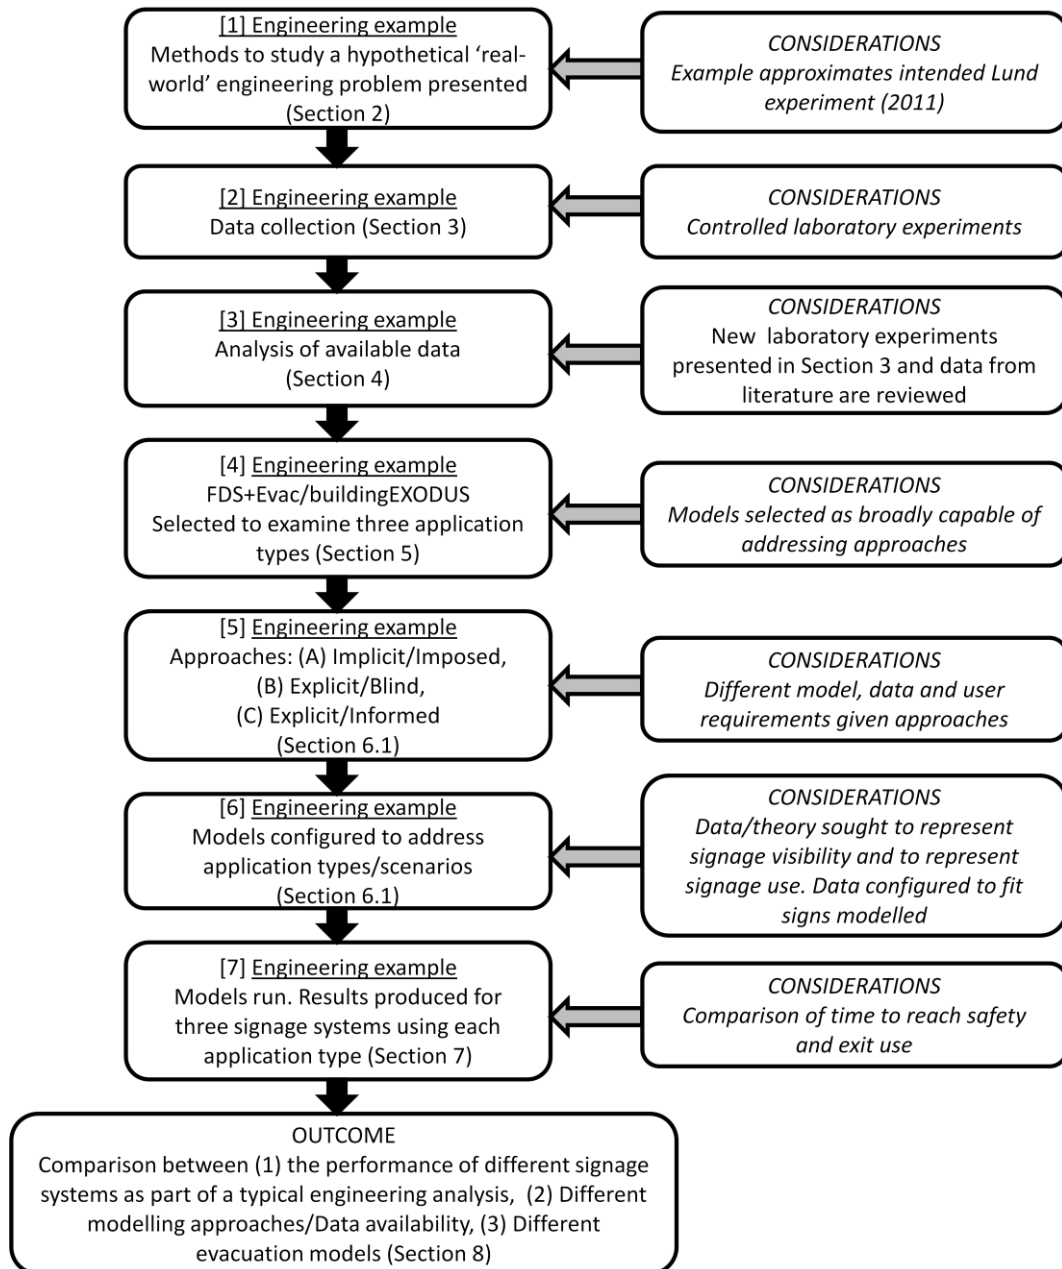 [1] Engineering example
Methods to study a hypothetical ‘real-
world’ engineering problem presented
(Section 2)
CONSIDERATIONS
Example approximates intended Lund
experiment (2011)
[2] Engineering example
Data collection (Section 3)
CONSIDERATIONS
Controlled laboratory experiments
[3] Engineering example
Analysis of available data
(Section 4)
CONSIDERATIONS
New laboratory experiments
presented in Section 3 and data from
literature are reviewed
[4] Engineering example
FDS+Evac/buildingEXODUS
Selected to examine three application
types (Section 5)
CONSIDERATIONS
Models selected as broadly capable of
addressing approaches
[5] Engineering example
Approaches: (A) Implicit/Imposed,
(B) Explicit/Blind,
(C) Explicit/Informed
(Section 6.1)
CONSIDERATIONS
Different model, data and user
requirements given approaches
[6] Engineering example
Models configured to address
application types/scenarios
(Section 6.1)
CONSIDERATIONS
Data/theory sought to represent
signage visibility and to represent
signage use. Data configured to fit
signs modelled
[7] Engineering example
Models run. Results produced for
three signage systems using each
application type (Section 7)
CONSIDERATIONS
Comparison of time to reach safety
and exit use
OUTCOME
Comparison between (1) the performance of different signage
systems as part of a typical engineering analysis, (2) Different
modelling approaches/Data availability, (3) Different
evacuation models (Section 8)